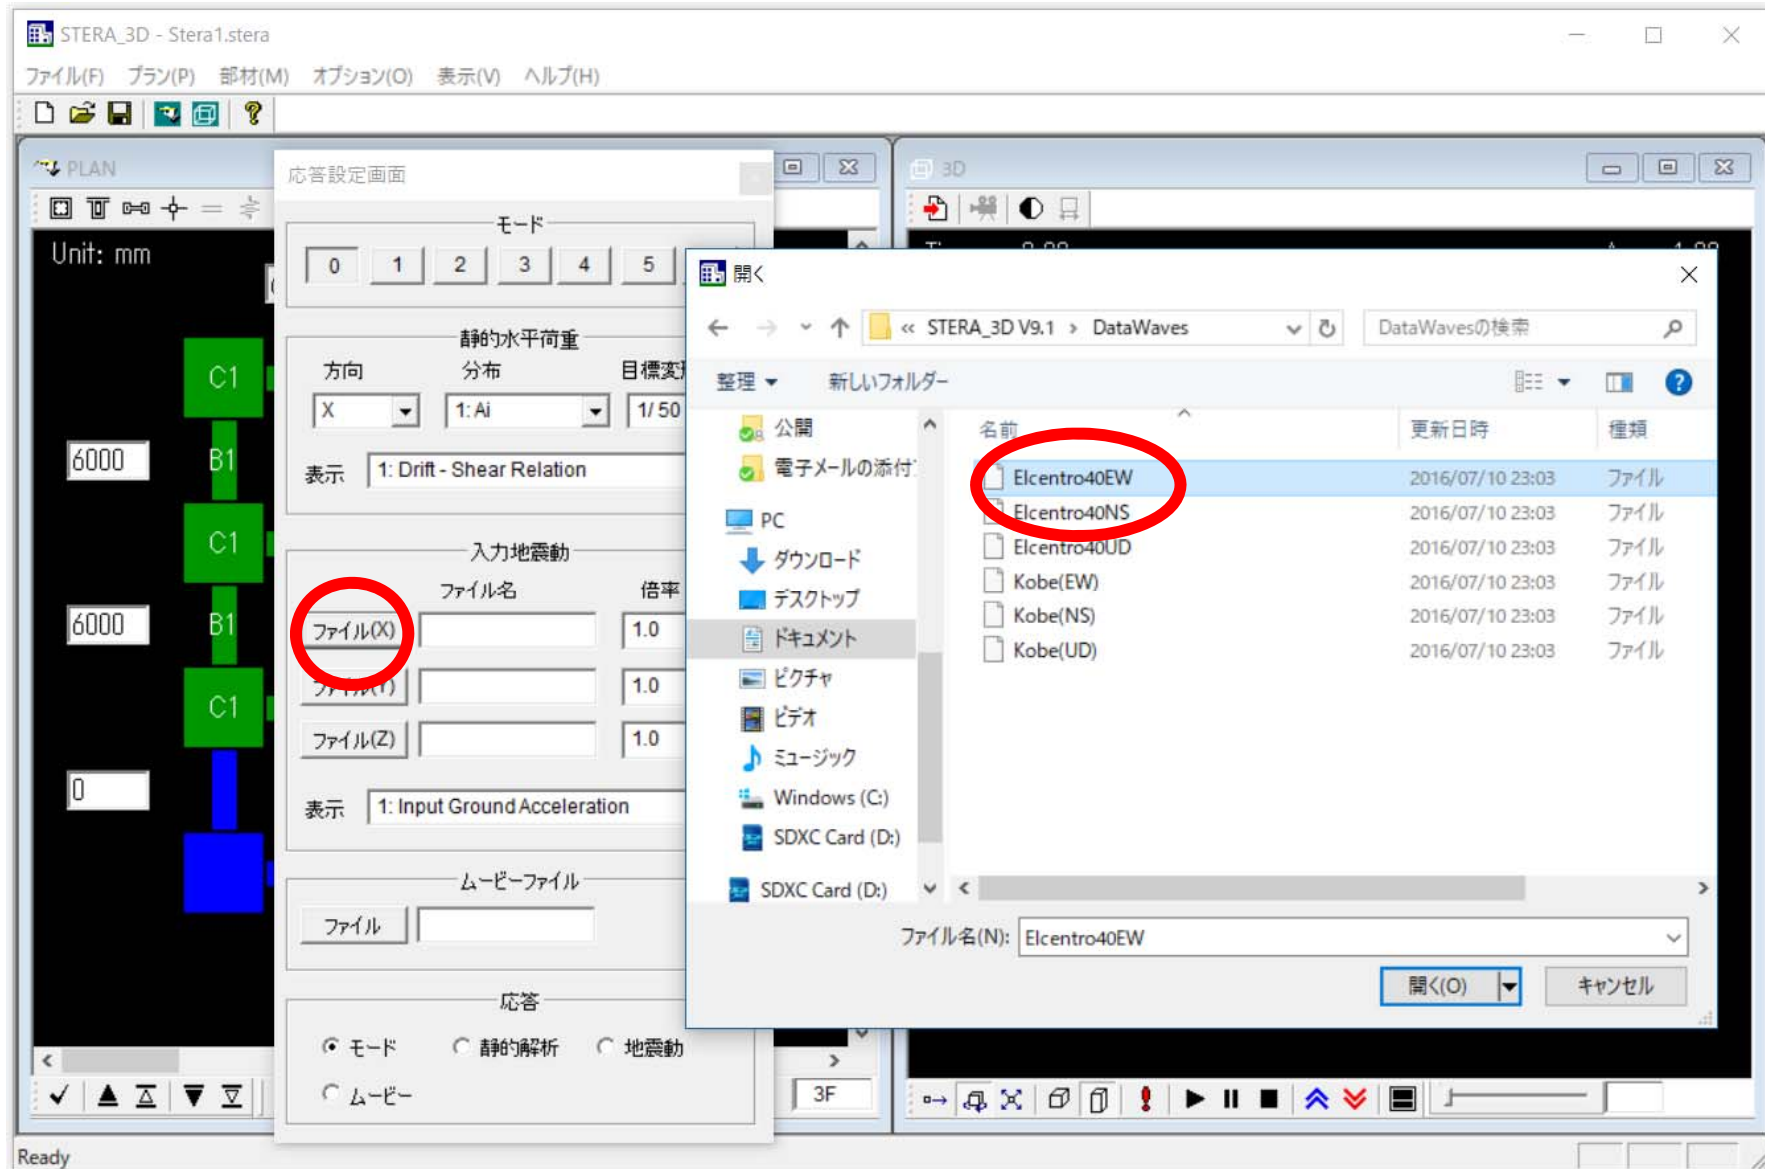 STERA_3D - Stera1.stera
ファイル(F) プラン(P) 部材(M) オプション(O) 表示(V) ヘルプ(H)
PLAN
Unit: mm
C1
6000
B1
C1
6000
B1
C1
0
3F
応答設定画面
モード
0 1 2 3 4 5
静的水平荷重
方向 分布 目標変
X 1: Ai 1/ 50
表示 1: Drift - Shear Relation
入力地震動
ファイル名 倍率
ファイル(X) 1.0
ファイル(Y) 1.0
ファイル(Z) 1.0
表示 1: Input Ground Acceleration
ムービーファイル
ファイル
応答
モード 静的解析 地震動
ムービー
3D
開く
« STERA_3D V9.1 › DataWaves
DataWavesの検索
整理 新しいフォルダー
公開
電子メールの添付
PC
ダウンロード
デスクトップ
ドキュメント
ピクチャ
ビデオ
ミュージック
Windows (C:)
SDXC Card (D:)
SDXC Card (D:)
名前 更新日時 種類
Elcentro40EW 2016/07/10 23:03 ファイル
Elcentro40NS 2016/07/10 23:03 ファイル
Elcentro40UD 2016/07/10 23:03 ファイル
Kobe(EW) 2016/07/10 23:03 ファイル
Kobe(NS) 2016/07/10 23:03 ファイル
Kobe(UD) 2016/07/10 23:03 ファイル
ファイル名(N): Elcentro40EW
開く(O) キャンセル
Ready